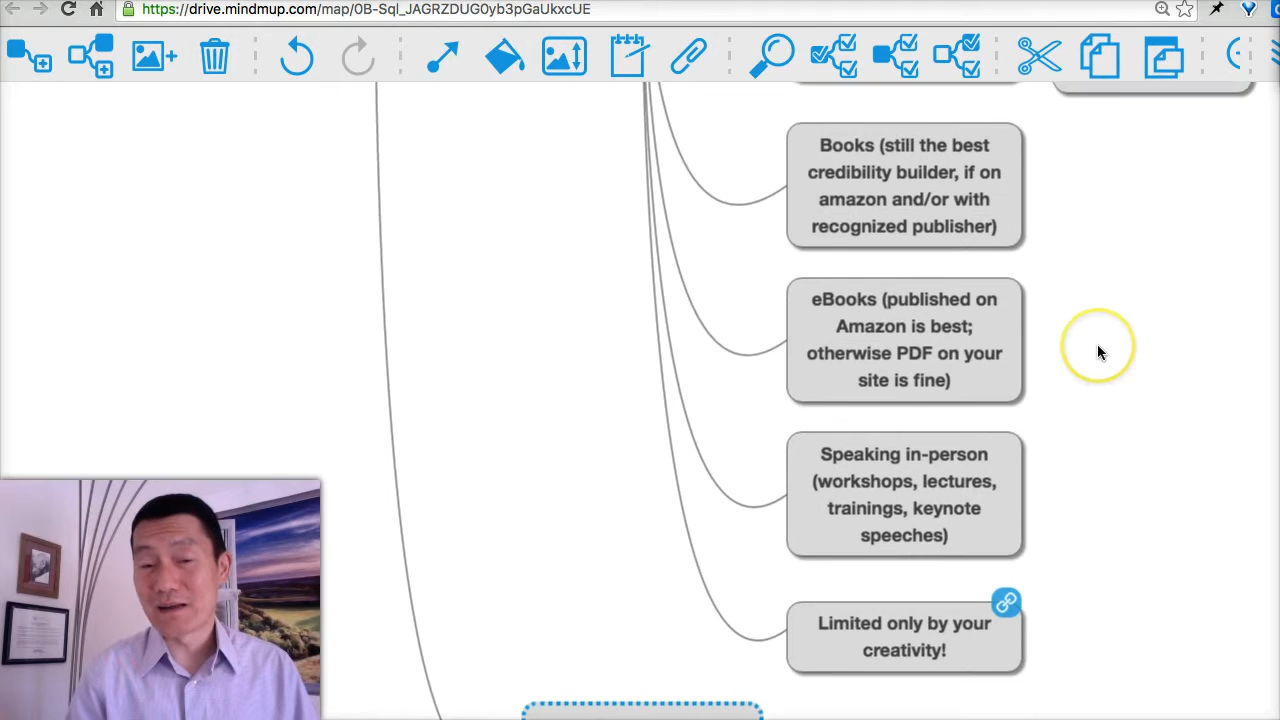 https://drive.mindmup.com/map/0B-Sql_JAGRZDUG0yb3pGaUkxcUE
Books (still the best
credibility builder, if on
amazon and/or with
recognized publisher)
eBooks (published on
Amazon is best;
otherwise PDF on your
site is fine)
Speaking in-person
(workshops, lectures,
trainings, keynote
speeches)
Limited only by your
creativity!